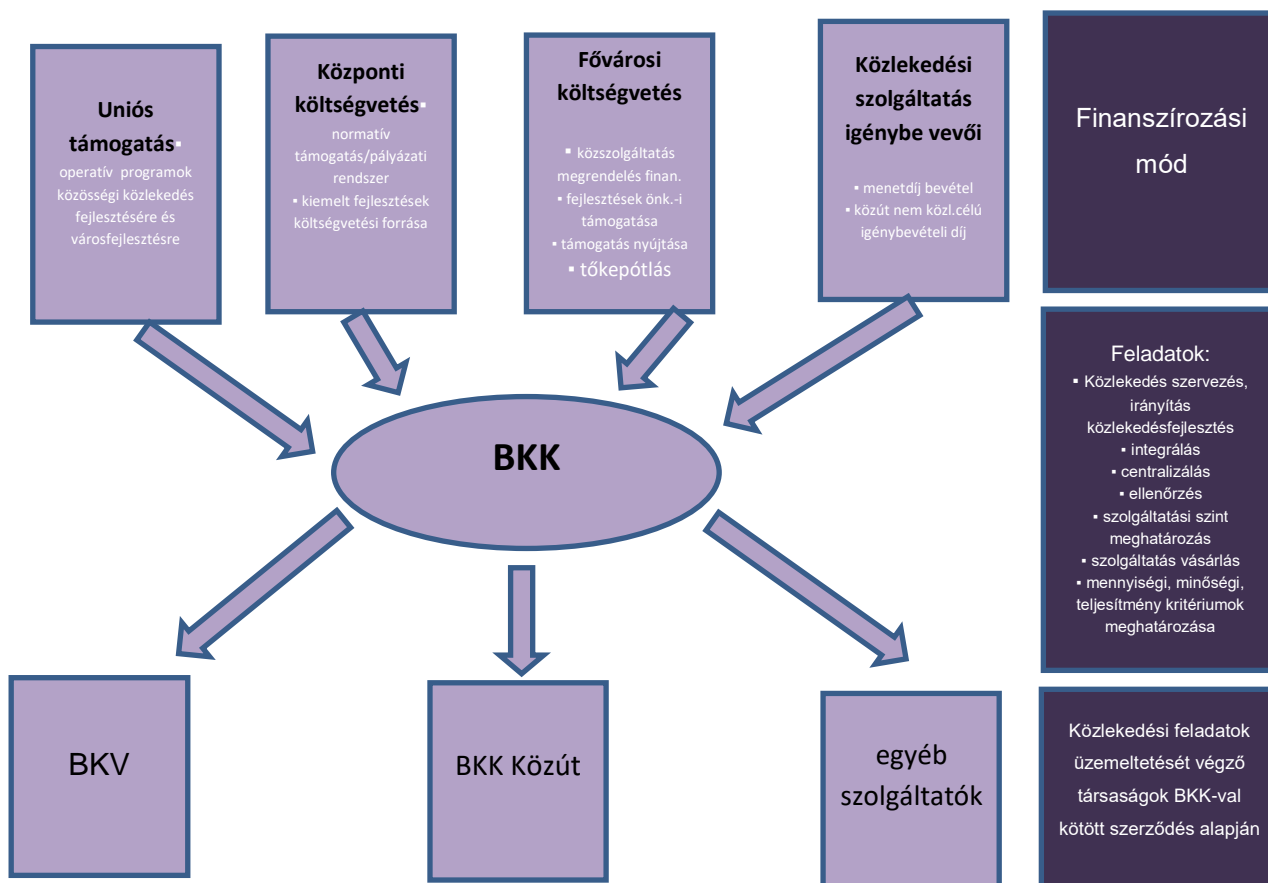 Uniós
támogatás▪
operatív programok
közösségi közlekedés
fejlesztésére és
városfejlesztésre
Központi
költségvetés▪
normatív
támogatás/pályázati
rendszer
▪ kiemelt fejlesztések
költségvetési forrása
Fővárosi
költségvetés
▪ közszolgáltatás
megrendelés finan.
▪ fejlesztések önk.-i
támogatása
▪ támogatás nyújtása
▪ tőkepótlás
Közlekedési
szolgáltatás
igénybe vevői
▪ menetdíj bevétel
▪ közút nem közl.célú
igénybevételi díj
Finanszírozási
mód
BKK
Feladatok:
▪ Közlekedés szervezés,
irányítás
közlekedésfejlesztés
▪ integrálás
▪ centralizálás
▪ ellenőrzés
▪ szolgáltatási szint
meghatározás
▪ szolgáltatás vásárlás
▪ mennyiségi, minőségi,
teljesítmény kritériumok
meghatározása
BKV
BKK Közút
egyéb
szolgáltatók
Közlekedési feladatok
üzemeltetését végző
társaságok BKK-val
kötött szerződés alapján